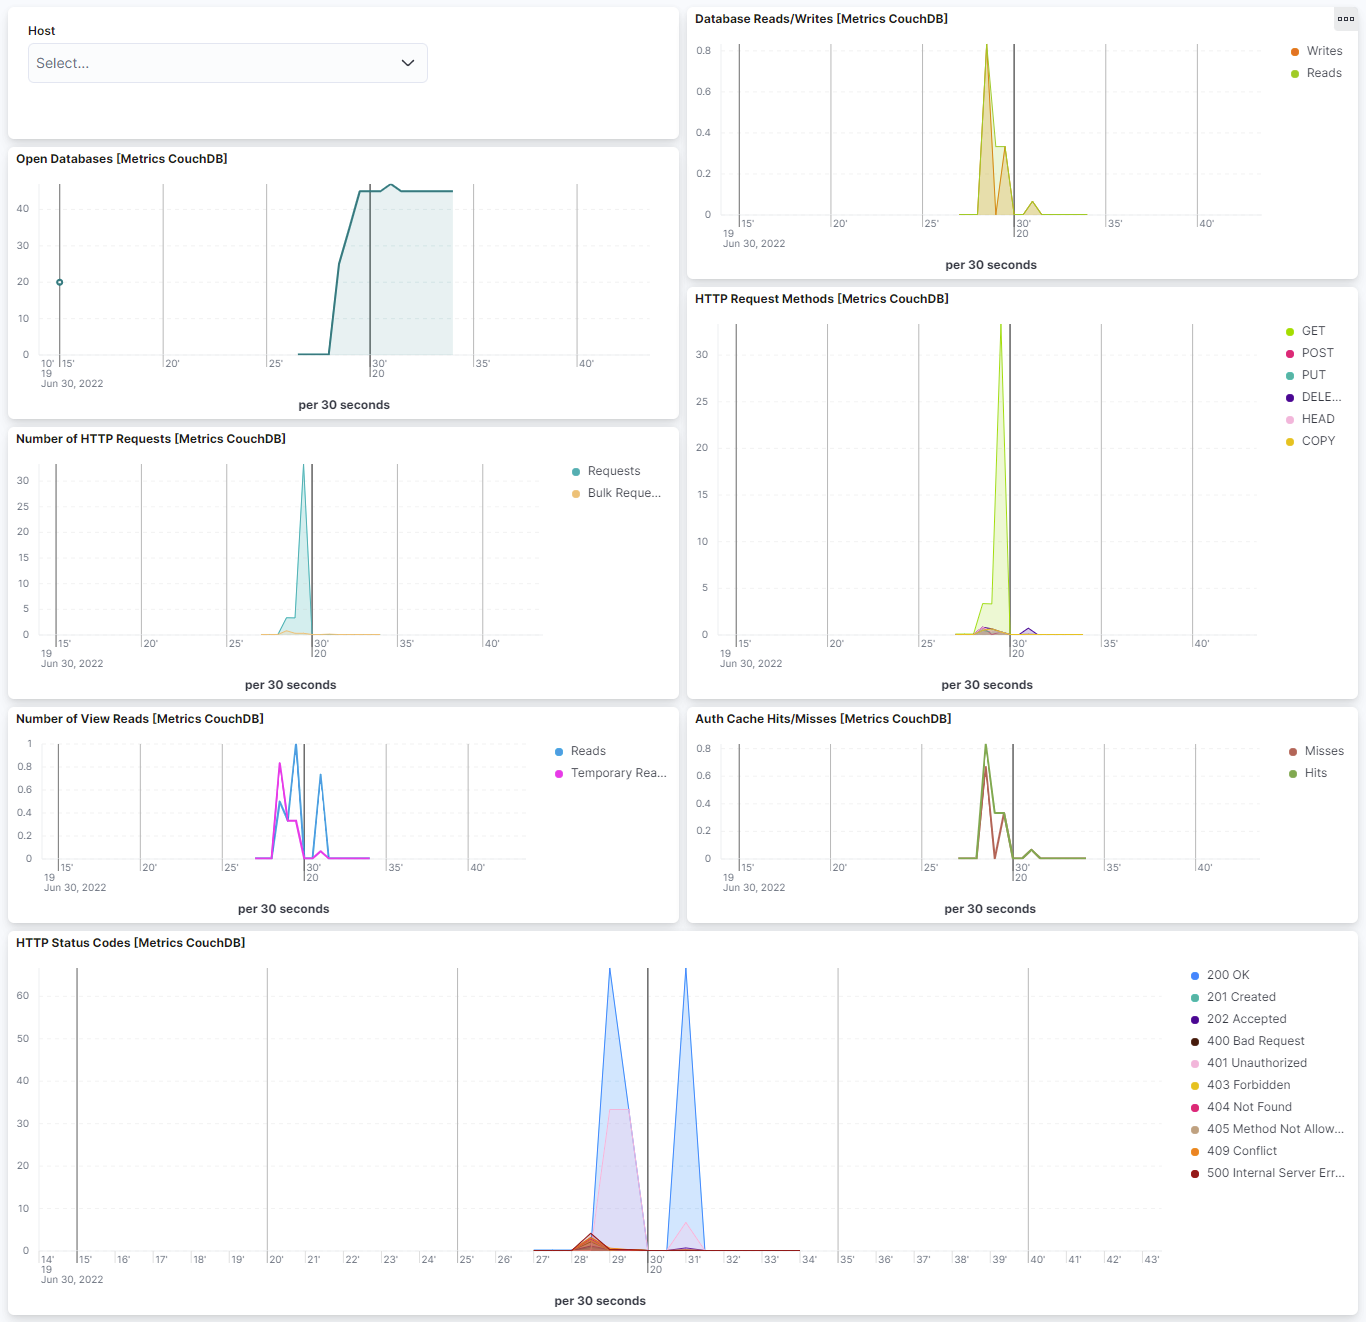 Host
Select...
Database Reads/Writes [Metrics CouchDB]
0.8
0.6
0.4
0.2
0
15'
20'
25'
30'
35'
40'
19
20
Jun 30, 2022
per 30 seconds
Writes
Reads
Open Databases [Metrics CouchDB]
40
30
20
10
0
10'
15'
20'
25'
30'
35'
40'
19
20
Jun 30, 2022
per 30 seconds
HTTP Request Methods [Metrics CouchDB]
30
25
20
15
10
5
0
15'
20'
25'
30'
35'
40'
19
20
Jun 30, 2022
per 30 seconds
GET
POST
PUT
DELE...
HEAD
COPY
Number of HTTP Requests [Metrics CouchDB]
30
25
20
15
10
5
0
15'
20'
25'
30'
35'
40'
19
20
Jun 30, 2022
per 30 seconds
Requests
Bulk Reque...
Number of View Reads [Metrics CouchDB]
1
0.8
0.6
0.4
0.2
0
15'
20'
25'
30'
35'
40'
19
20
Jun 30, 2022
per 30 seconds
Reads
Temporary Rea...
Auth Cache Hits/Misses [Metrics CouchDB]
0.8
0.6
0.4
0.2
0
15'
20'
25'
30'
35'
40'
19
20
Jun 30, 2022
per 30 seconds
Misses
Hits
HTTP Status Codes [Metrics CouchDB]
60
50
40
30
20
10
0
14'
15'
16'
17'
18'
19'
20'
21'
22'
23'
24'
25'
26'
27'
28'
29'
30'
31'
32'
33'
34'
35'
36'
37'
38'
39'
40'
41'
42'
43'
19
20
Jun 30, 2022
per 30 seconds
200 OK
201 Created
202 Accepted
400 Bad Request
401 Unauthorized
403 Forbidden
404 Not Found
405 Method Not Allow...
409 Conflict
500 Internal Server Err...